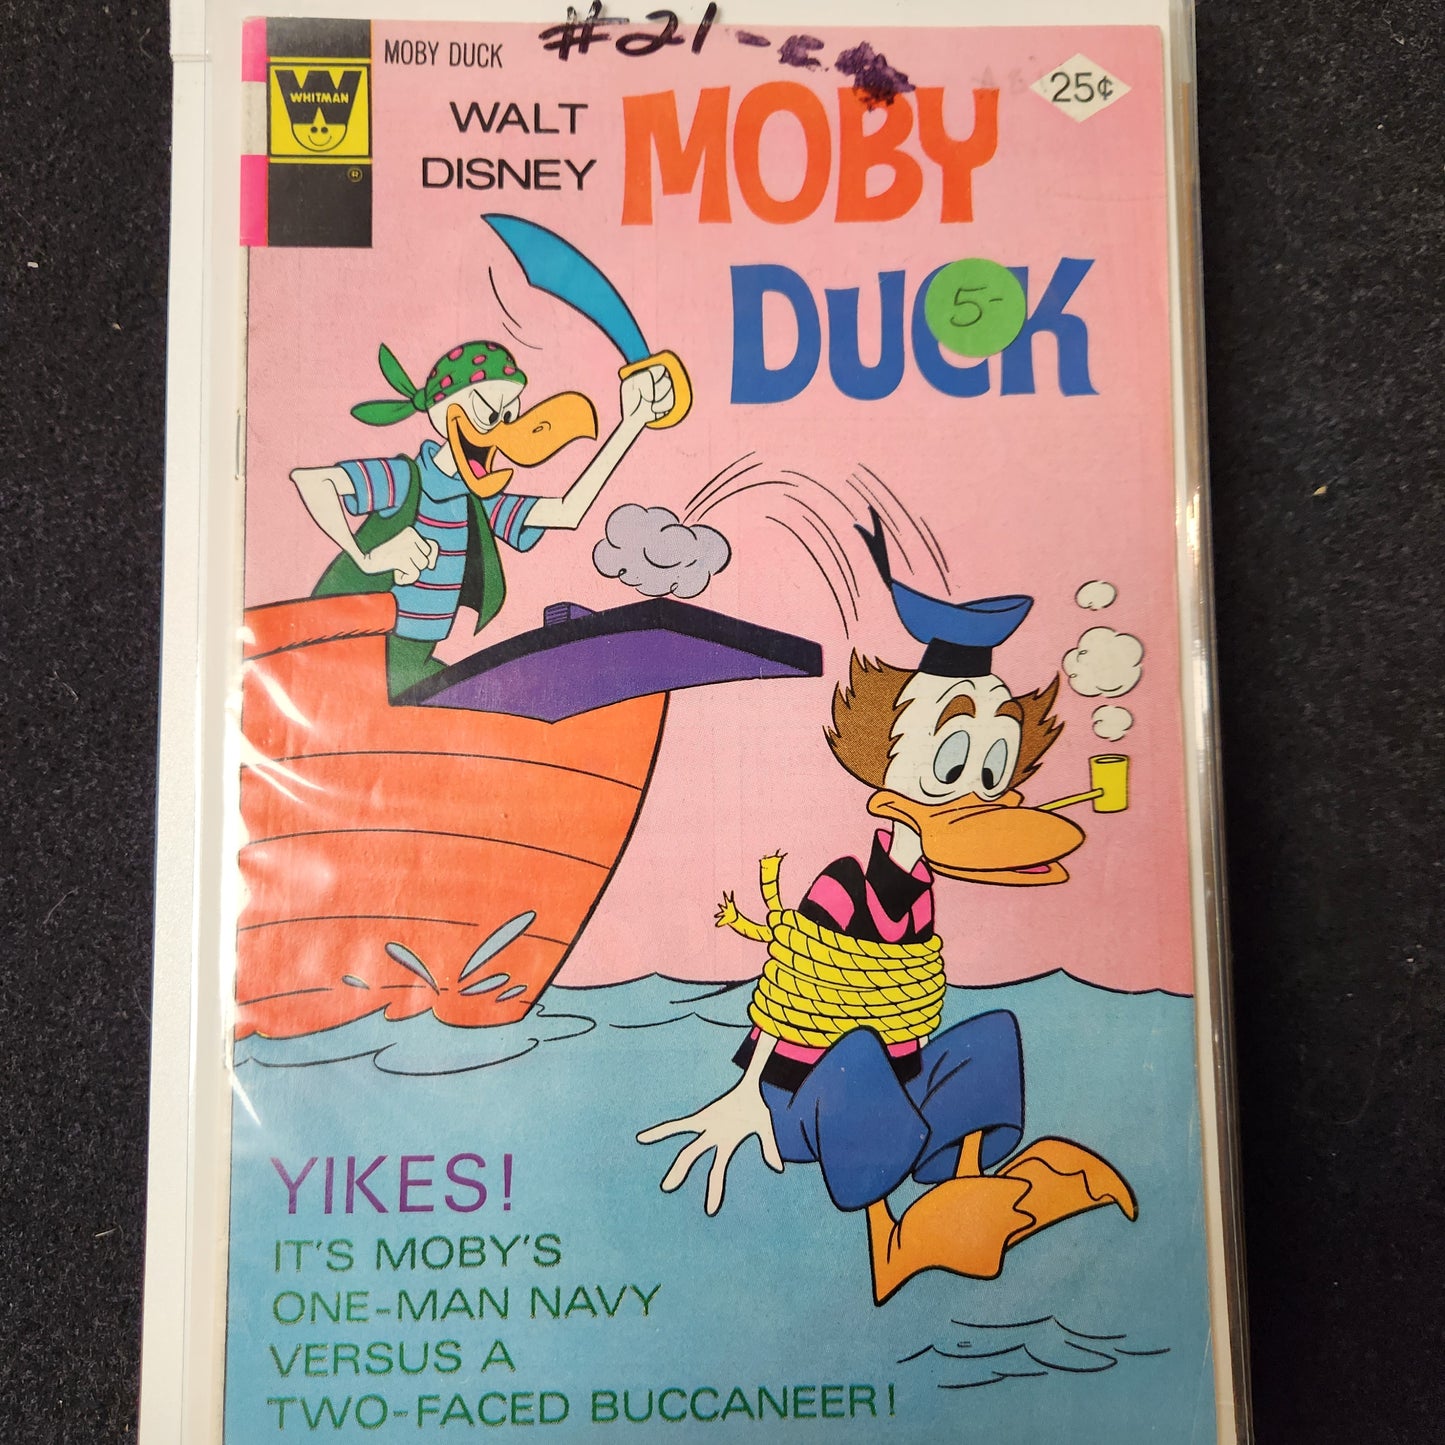 #21-
MOBY DUCK
WHITMAN
®
25¢
WALT
DISNEY
MOBY
DUCK
5-
YIKES!
IT'S MOBY'S
ONE-MAN NAVY
VERSUS A
TWO-FACED BUCCANEER!